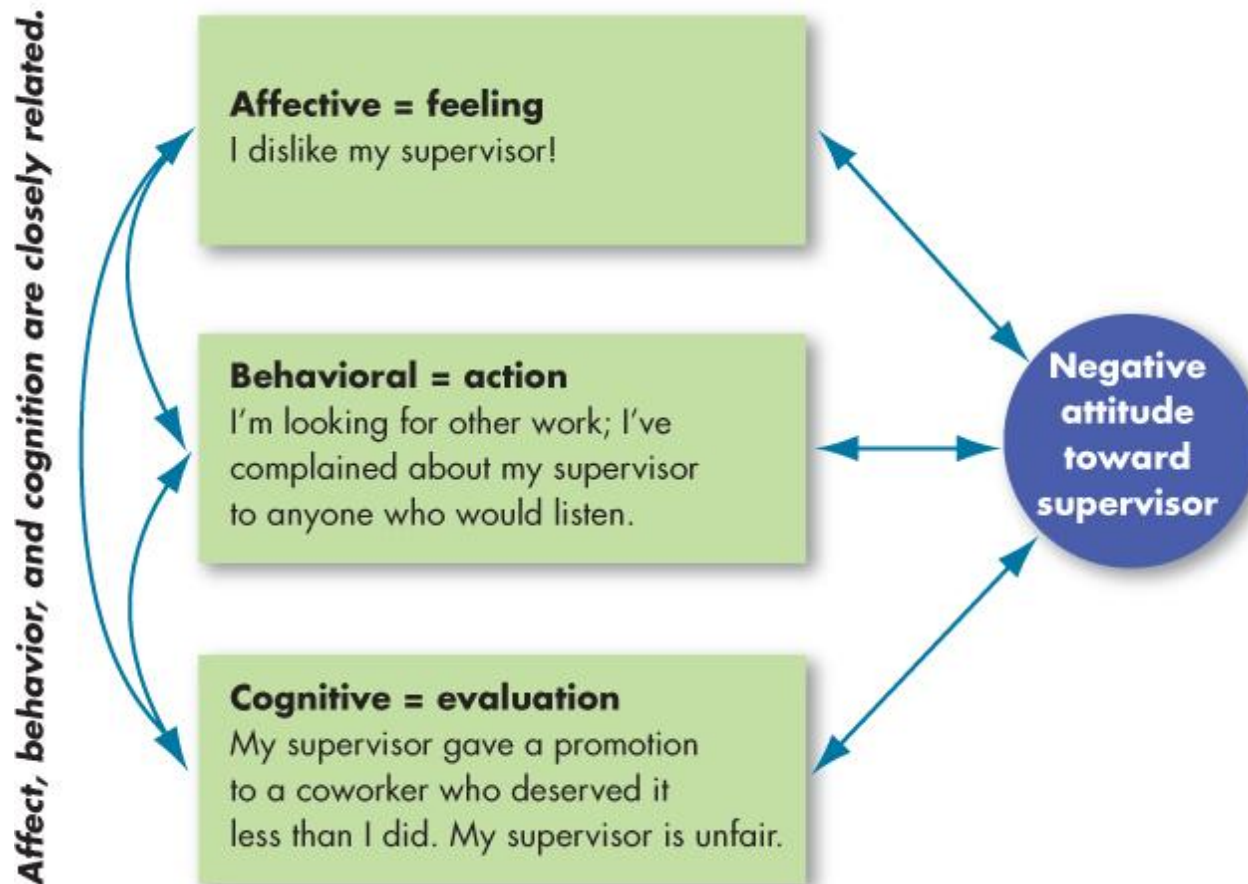 Affect, behavior, and cognition are closely related.
Affective = feeling
I dislike my supervisor!
Behavioral = action
I'm looking for other work; I've
complained about my supervisor
to anyone who would listen.
Cognitive = evaluation
My supervisor gave a promotion
to a coworker who deserved it
less than I did. My supervisor is unfair.
Negative
attitude
toward
supervisor